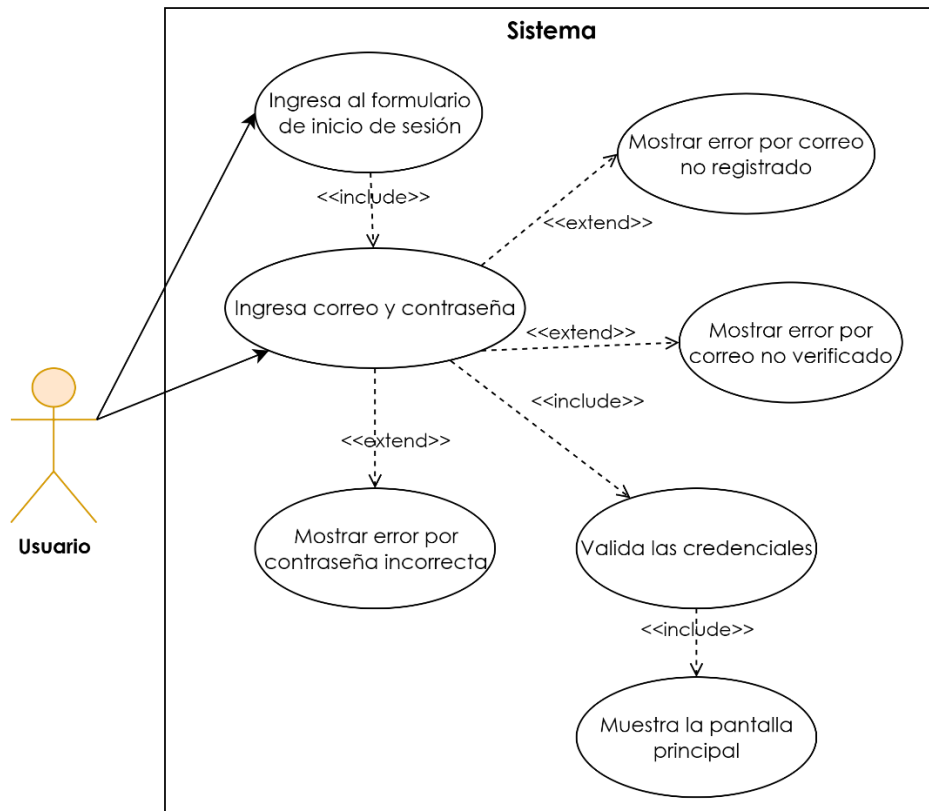 Sistema
Ingresa al formulario
de inicio de sesión
Mostrar error por correo
no registrado
<<include>>
<<extend>>
Ingresa correo y contraseña
<<extend>>
Mostrar error por
correo no verificado
<<include>>
<<extend>>
Usuario
Mostrar error por
contraseña incorrecta
Valida las credenciales
<<include>>
Muestra la pantalla
principal